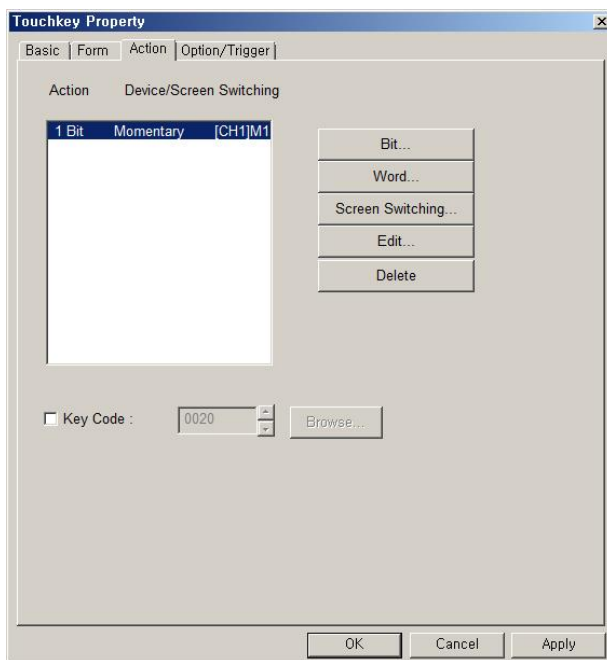 Touchkey Property
Basic Form Action Option/Trigger
Action Device/Screen Switching
1 Bit Momentary [CH1]M1
Bit...
Word...
Screen Switching...
Edit...
Delete
Key Code : 0020 Browse...
OK Cancel Apply